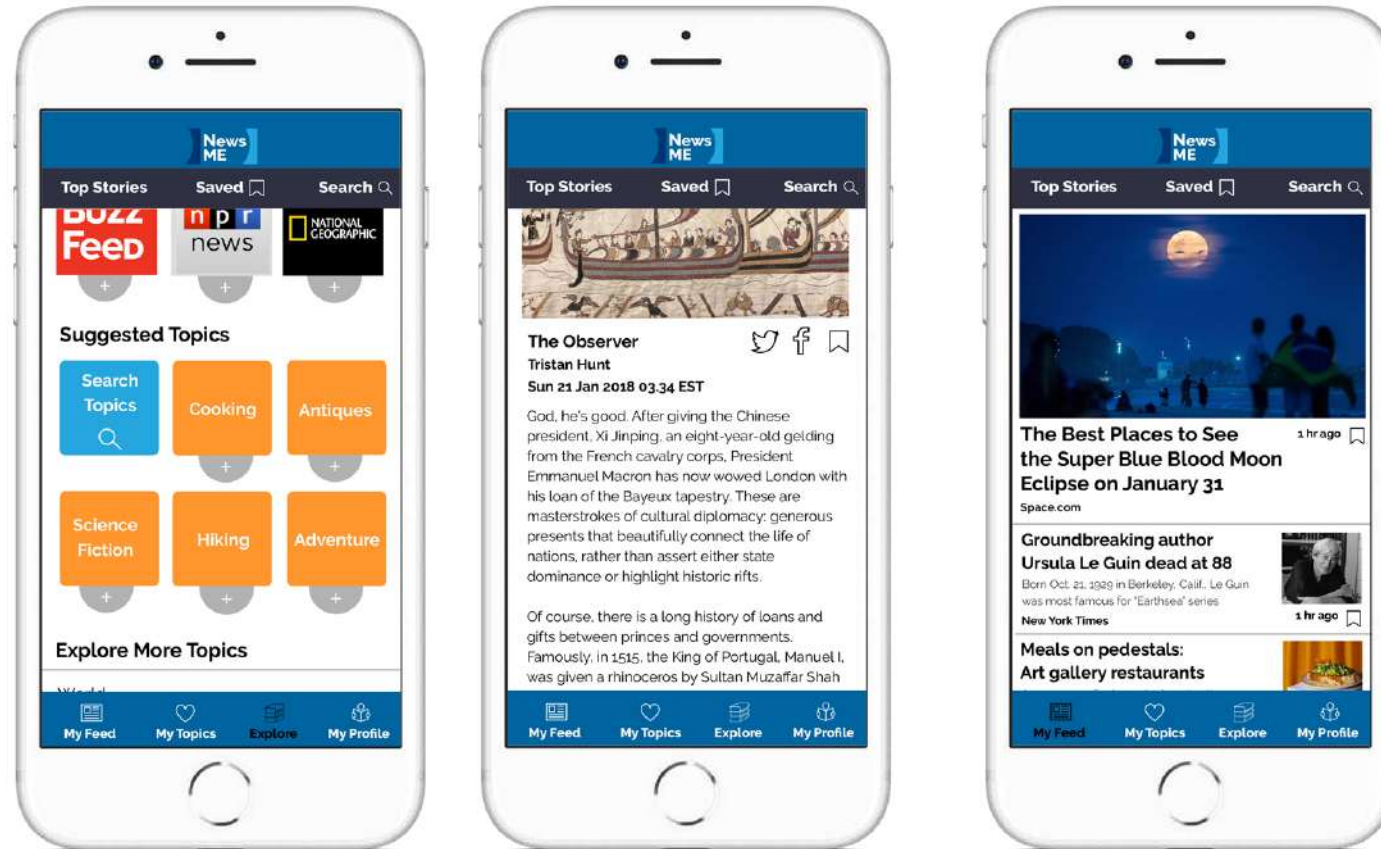 News
ME
Top Stories
Saved
Search
BUZZ
FEED
npr
news
NATIONAL
GEOGRAPHIC
+
+
+
Suggested Topics
Search
Topics
Cooking
Antiques
+
+
Science
Fiction
Hiking
Adventure
+
+
+
Explore More Topics
World
My Feed
My Topics
Explore
My Profile
News
ME
Top Stories
Saved
Search
The Observer
Tristan Hunt
Sun 21 Jan 2018 03.34 EST
God, he's good. After giving the Chinese
president, Xi Jinping, an eight-year-old gelding
from the French cavalry corps, President
Emmanuel Macron has now wowed London with
his loan of the Bayeux tapestry. These are
masterstrokes of cultural diplomacy: generous
presents that beautifully connect the life of
nations, rather than assert either state
dominance or highlight historic rifts.
Of course, there is a long history of loans and
gifts between princes and governments.
Famously, in 1515, the King of Portugal, Manuel I,
was given a rhinoceros by Sultan Muzaffar Shah
My Feed
My Topics
Explore
My Profile
News
ME
Top Stories
Saved
Search
The Best Places to See
the Super Blue Blood Moon
Eclipse on January 31
1 hr ago
Space.com
Groundbreaking author
Ursula Le Guin dead at 88
Born Oct. 21, 1929 in Berkeley, Calif., Le Guin
was most famous for "Earthsea" series
New York Times
1 hr ago
Meals on pedestals:
Art gallery restaurants
My Feed
My Topics
Explore
My Profile